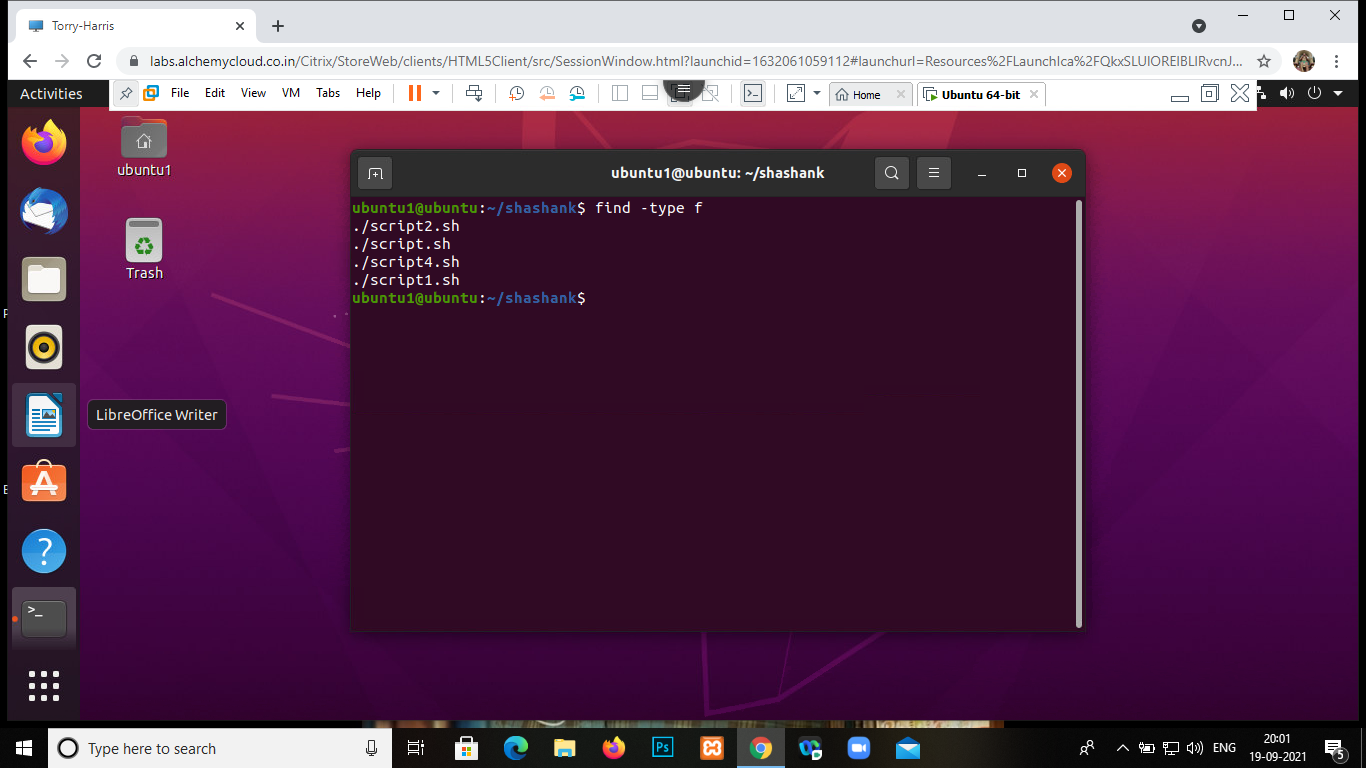 Torry-Harris
labs.alchemycloud.co.in/Citrix/StoreWeb/clients/HTML5Client/src/SessionWindow.html?launchid=1632061059112#launchurl=Resources%2FLaunchIca%2FQkxSLUlORElBLlRvcnJ...
Activities
File Edit View VM Tabs Help
Home
Ubuntu 64-bit
ubuntu1
Trash
LibreOffice Writer
ubuntu1@ubuntu: ~/shashank
ubuntu1@ubuntu:~/shashank$ find -type f
./script2.sh
./script.sh
./script4.sh
./script1.sh
ubuntu1@ubuntu:~/shashank$
Type here to search
Ps
ENG
20:01
19-09-2021
5